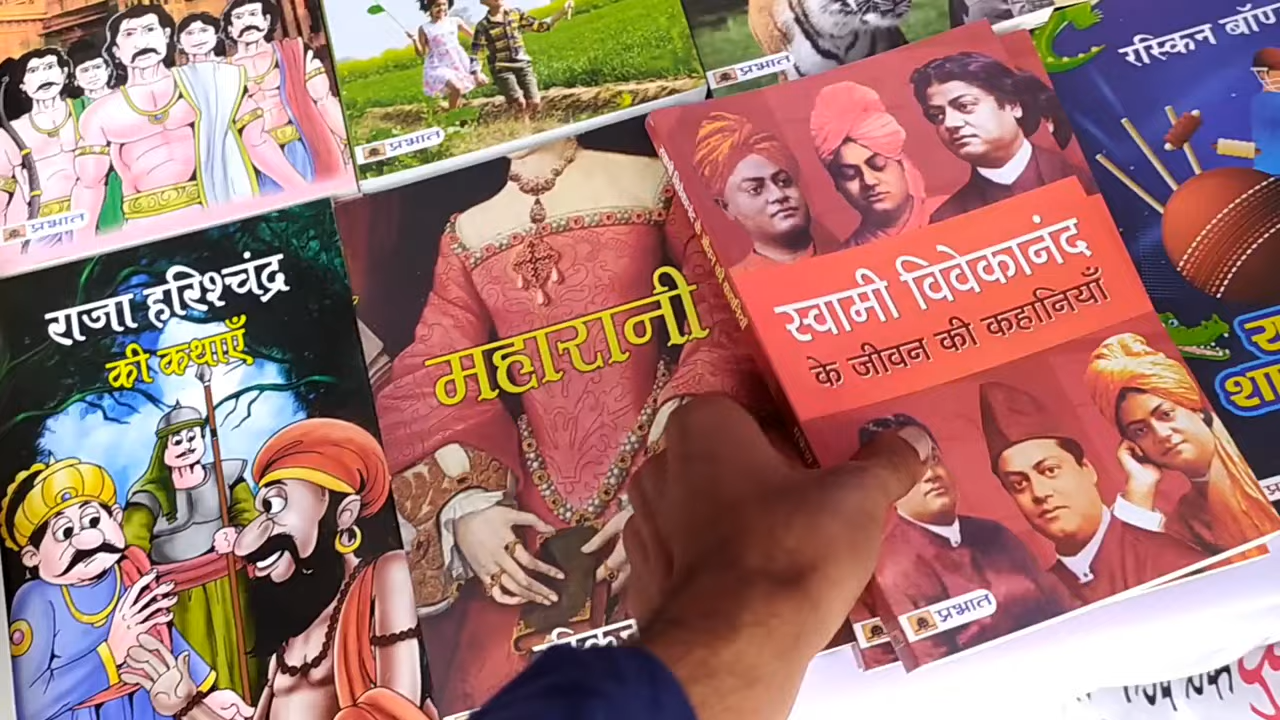 प्रभात
प्रभात
प्रभात
राजा हरिश्चंद्र
की कथाएँ
महारानी
स्वामी विवेकानंद
के जीवन की कहानियाँ
प्रभात
रस्किन बॉण्ड